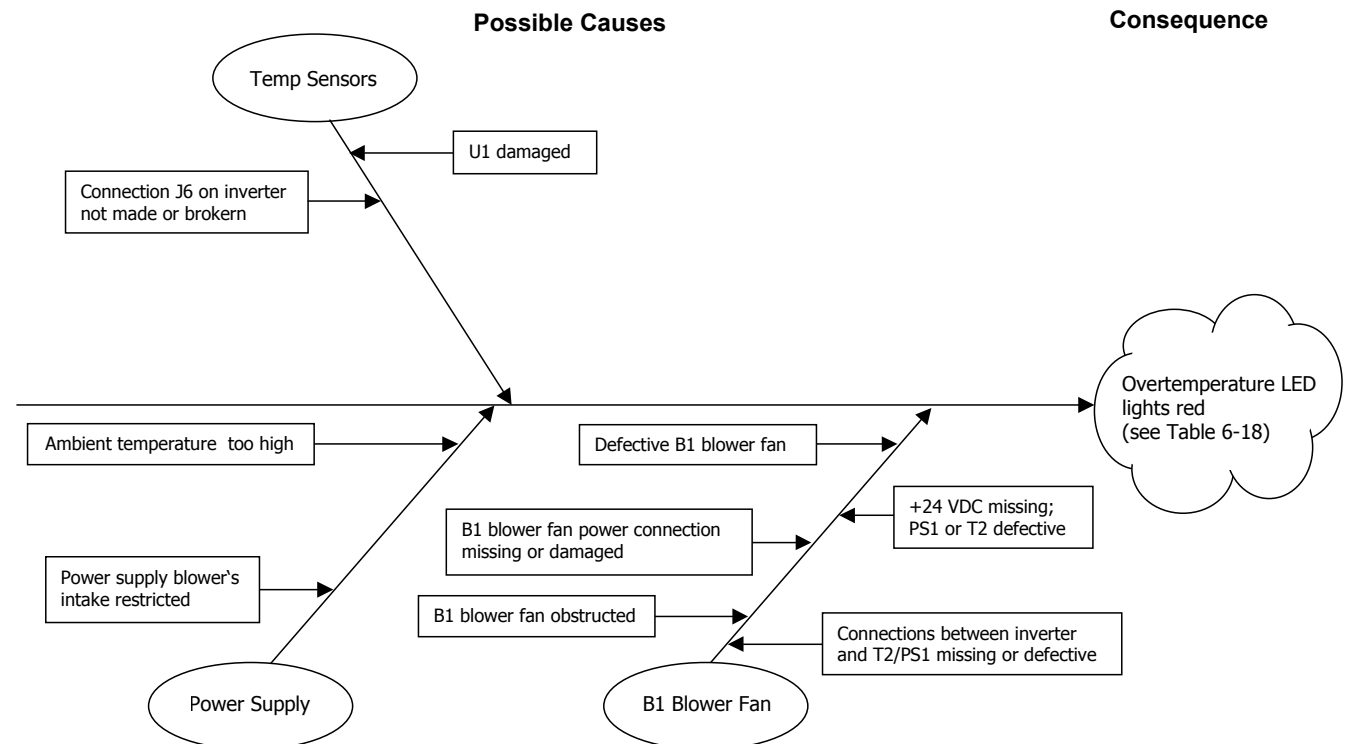 Possible Causes
Consequence
Temp Sensors
U1 damaged
Connection J6 on inverter
not made or brokern
Overtemperature LED
lights red
(see Table 6-18)
Ambient temperature too high
Defective B1 blower fan
+24 VDC missing;
PS1 or T2 defective
B1 blower fan power connection
missing or damaged
Power supply blower‘s
intake restricted
B1 blower fan obstructed
Connections between inverter
and T2/PS1 missing or defective
Power Supply
B1 Blower Fan